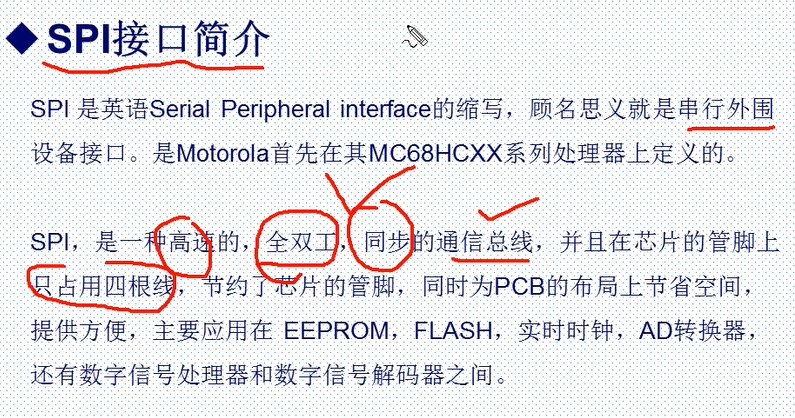 SPI接口简介
SPI 是英语Serial Peripheral interface的缩写，顾名思义就是串行外围
设备接口。是Motorola首先在其MC68HCXX系列处理器上定义的。
SPI，是一种高速的，全双工，同步的通信总线，并且在芯片的管脚上
只占用四根线，节约了芯片的管脚，同时为PCB的布局上节省空间，
提供方便，主要应用在 EEPROM，FLASH，实时时钟，AD转换器，
还有数字信号处理器和数字信号解码器之间。